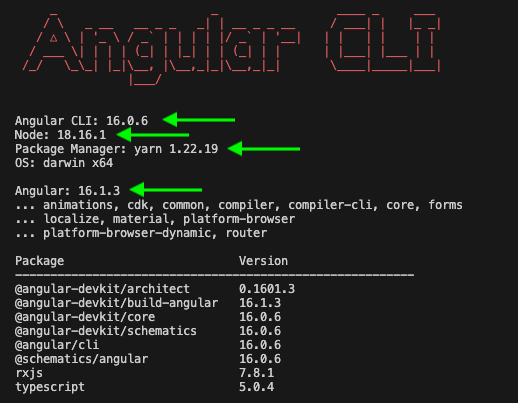 Angular CLI
Angular CLI: 16.0.6
Node: 18.16.1
Package Manager: yarn 1.22.19
OS: darwin x64
Angular: 16.1.3
... animations, cdk, common, compiler, compiler-cli, core, forms
... localize, material, platform-browser
... platform-browser-dynamic, router
Package Version
@angular-devkit/architect 0.1601.3
@angular-devkit/build-angular 16.1.3
@angular-devkit/core 16.0.6
@angular-devkit/schematics 16.0.6
@angular/cli 16.0.6
@schematics/angular 16.0.6
rxjs 7.8.1
typescript 5.0.4